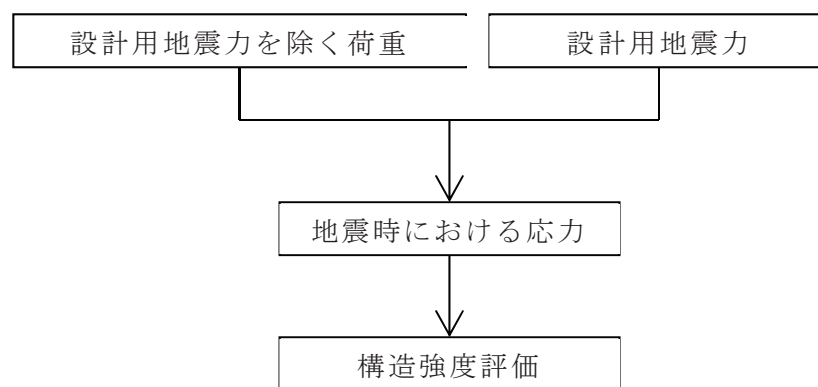 設計用地震力を除く荷重
設計用地震力
地震時における応力
構造強度評価